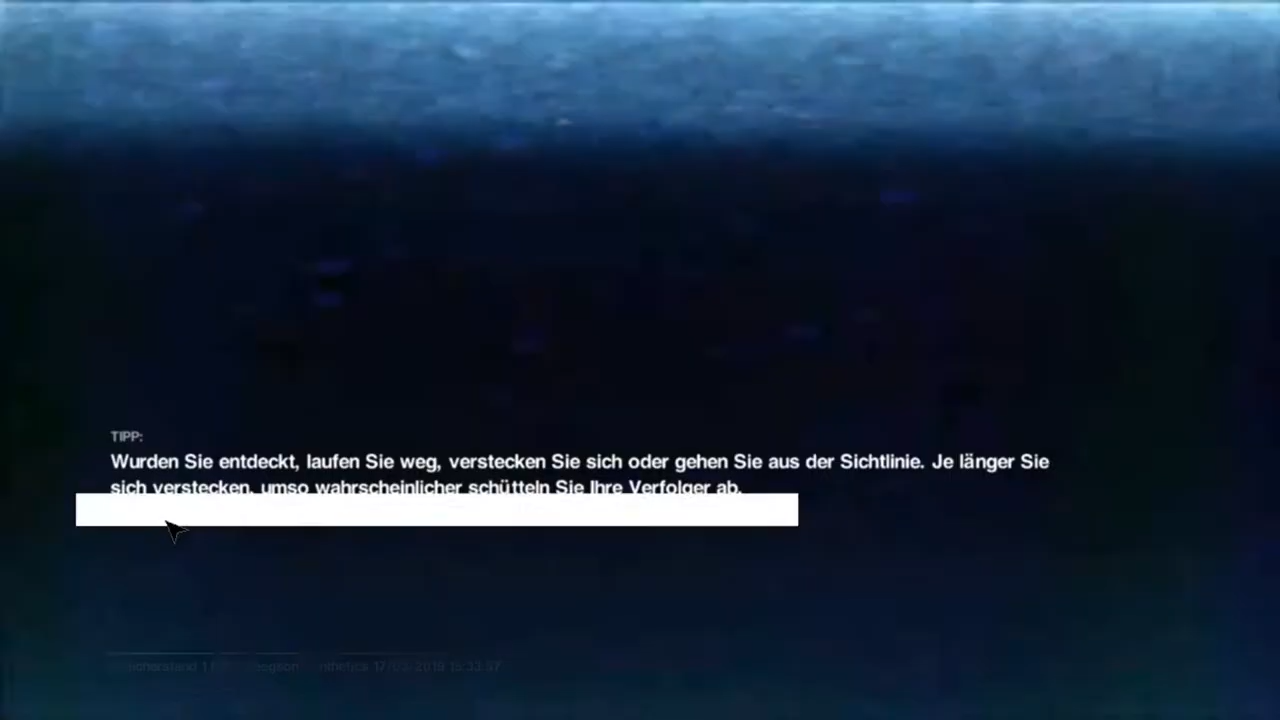 TIPP:
Wurden Sie entdeckt, laufen Sie weg, verstecken Sie sich oder gehen Sie aus der Sichtlinie. Je länger Sie
sich verstecken, umso wahrscheinlicher schütteln Sie Ihre Verfolger ab.